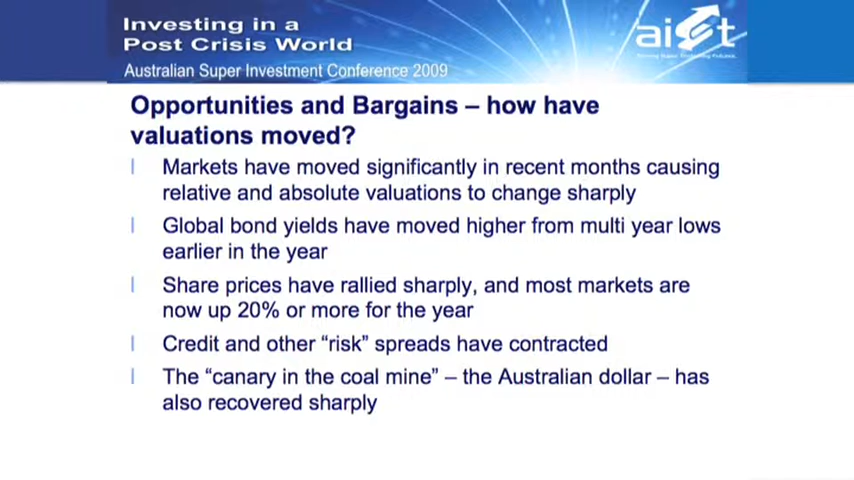 Investing in a
Post Crisis World
Australian Super Investment Conference 2009
aist
Opportunities and Bargains – how have
valuations moved?
Markets have moved significantly in recent months causing
relative and absolute valuations to change sharply
Global bond yields have moved higher from multi year lows
earlier in the year
Share prices have rallied sharply, and most markets are
now up 20% or more for the year
Credit and other “risk” spreads have contracted
The “canary in the coal mine” – the Australian dollar – has
also recovered sharply